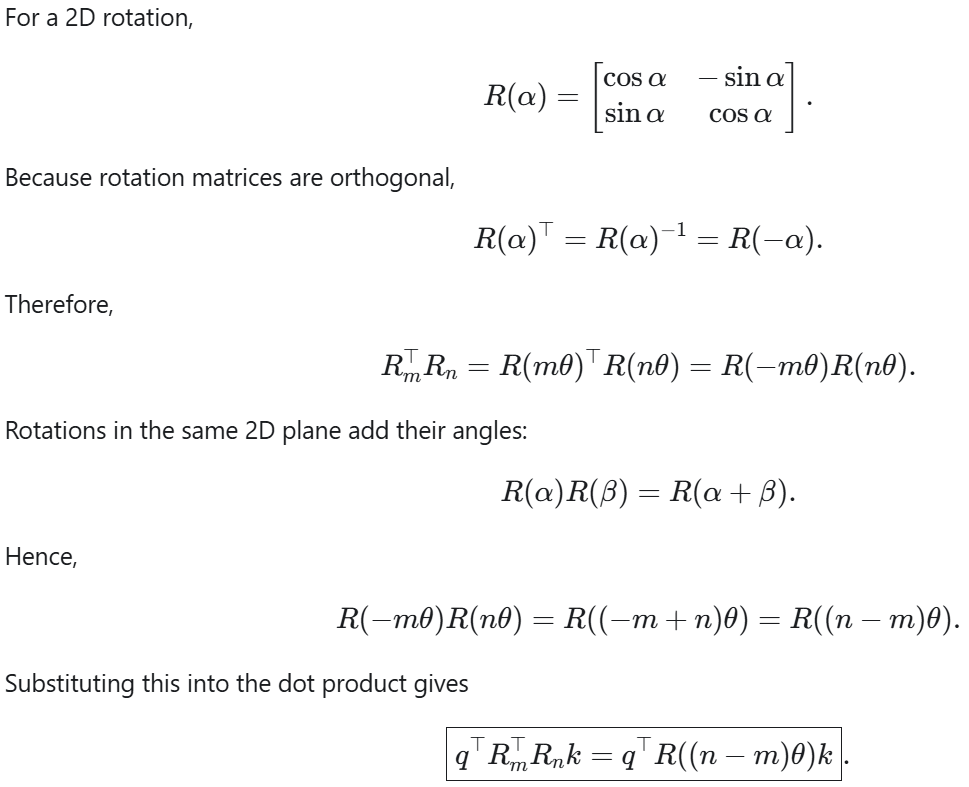 For a 2D rotation,
$$R(\alpha) = \begin{bmatrix} \cos\alpha & -\sin\alpha \\ \sin\alpha & \cos\alpha \end{bmatrix}.$$
Because rotation matrices are orthogonal,
$$R(\alpha)^\top = R(\alpha)^{-1} = R(-\alpha).$$
Therefore,
$$R_m^\top R_n = R(m\theta)^\top R(n\theta) = R(-m\theta)R(n\theta).$$
Rotations in the same 2D plane add their angles:
$$R(\alpha)R(\beta) = R(\alpha + \beta).$$
Hence,
$$R(-m\theta)R(n\theta) = R((-m + n)\theta) = R((n - m)\theta).$$
Substituting this into the dot product gives
$$\boxed{q^\top R_m^\top R_n k = q^\top R((n - m)\theta)k}.$$